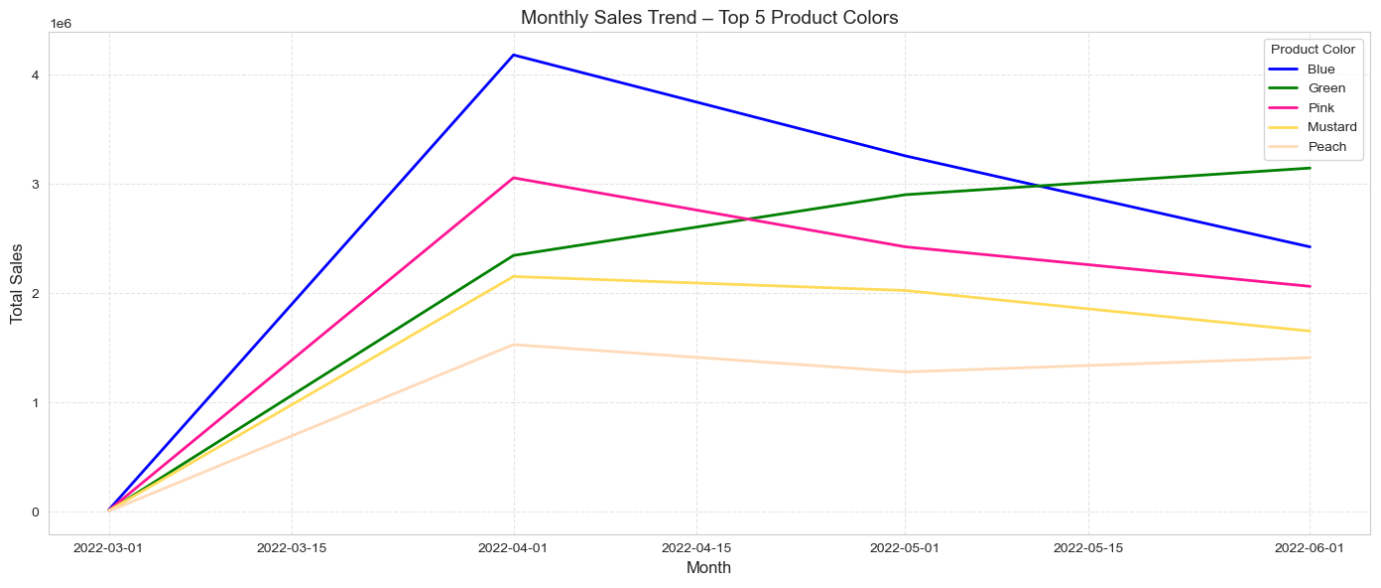 Monthly Sales Trend – Top 5 Product Colors
1e6
Product Color
Blue
Green
Pink
Mustard
Peach
4
3
2
1
0
Total Sales
2022-03-01 2022-03-15 2022-04-01 2022-04-15 2022-05-01 2022-05-15 2022-06-01
Month